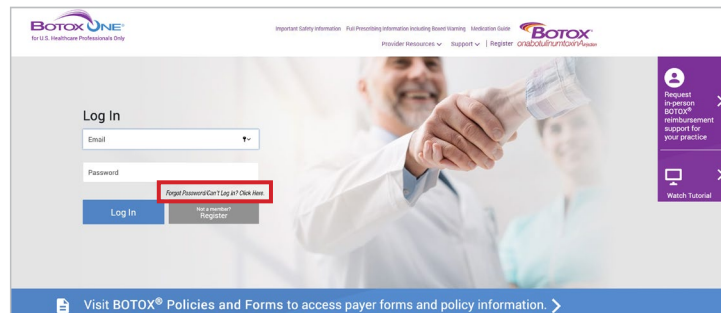 BOTOX ONE®
for U.S. Healthcare Professionals Only
Important Safety Information Full Prescribing Information including Boxed Warning Medication Guide
Provider Resources Support | Register
BOTOX®
onabotulinumtoxinA injection
Log In
Email
Password
Forgot Password/Can't Log In? Click Here.
Log In
Not a member?
Register
Request
in-person
BOTOX®
reimbursement
support for
your practice
Watch Tutorial
Visit BOTOX® Policies and Forms to access payer forms and policy information.